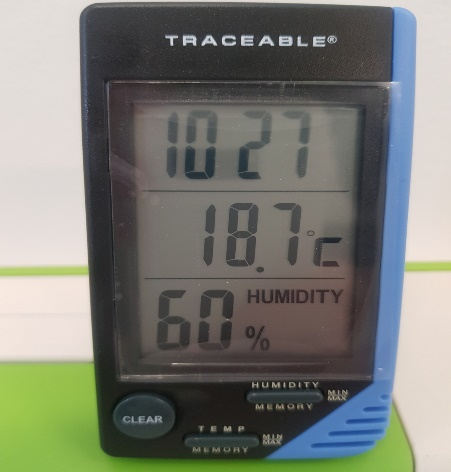 TRACEABLE®
10 27
18.7°C
60 % HUMIDITY
HUMIDITY
MEMORY
MIN
MAX
CLEAR
TEMP
MEMORY
MIN
MAX